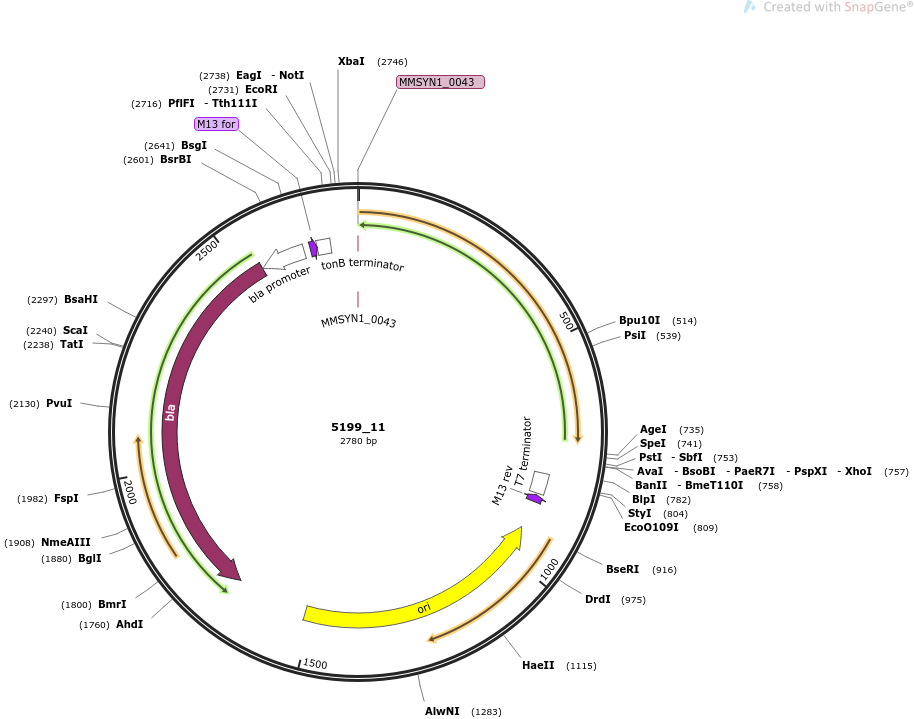 Created with SnapGene®
XbaI (2746)
(2738) EagI - NotI
MMSYN1_0043
(2731) EcoRI
(2716) PflFI - Tth111I
M13 for
(2641) BsgI
(2601) BsrBI
2500
bla promoter
tonB terminator
(2297) BsaHI
MMSYN1_0043
500
Bpu10I (514)
(2240) ScaI
PsiI (539)
(2238) TatI
(2130) PvuI
bla
5199_11
2780 bp
AgeI (735)
SpeI (741)
PstI - SbfI (753)
AvaI - BsoBI - PaeR7I - PspXI - XhoI (757)
BanII - BmeT110I (758)
T7 terminator
M13 rev
2000
(1982) FspI
BlpI (782)
StyI (804)
EcoO109I (809)
(1908) NmeAIII
(1880) BglI
BseRI (916)
1000
DrdI (975)
(1800) BmrI
ori
(1760) AhdI
1500
HaeII (1115)
AlwNI (1283)